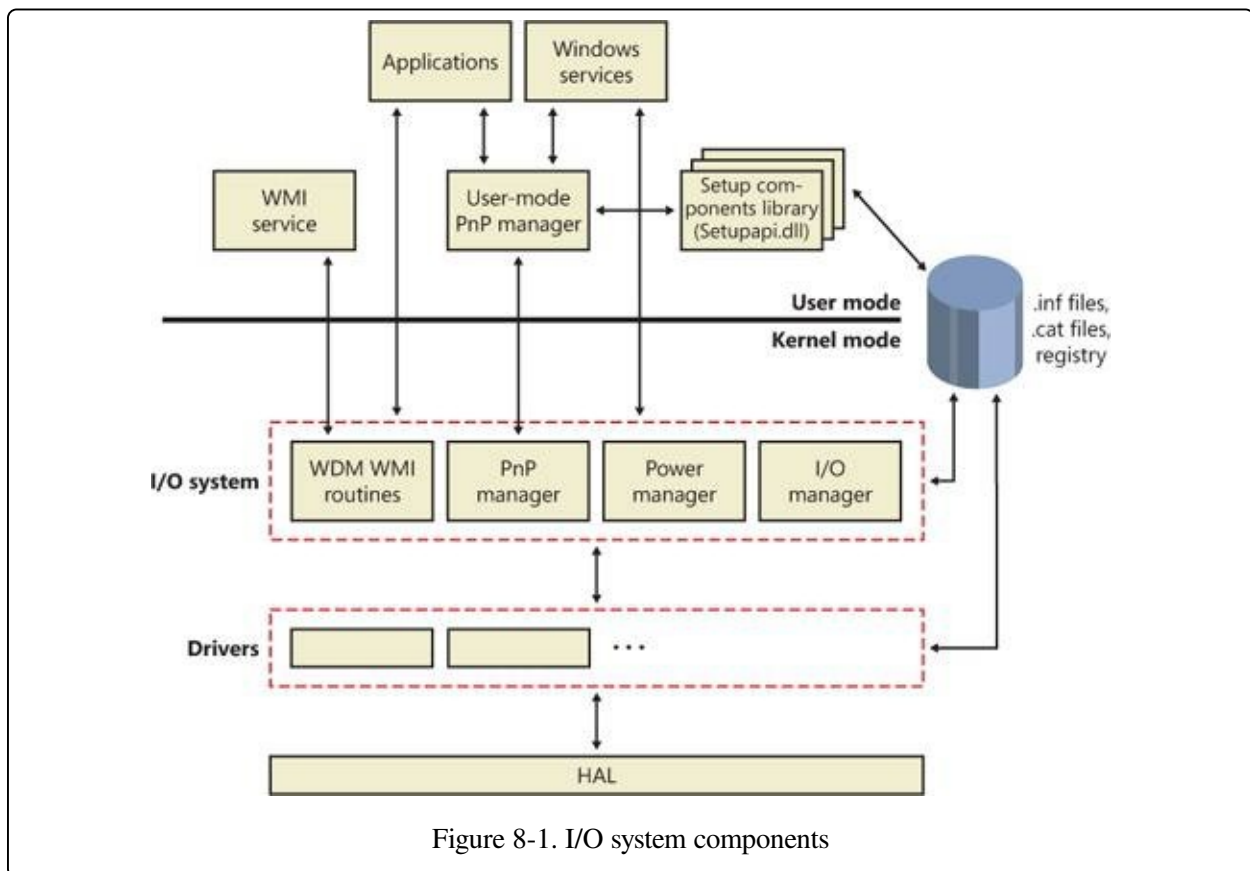 Applications
Windows
services
WMI
service
User-mode
PnP manager
Setup com-
ponents library
(Setupapi.dll)
User mode
Kernel mode
.inf files,
.cat files,
registry
I/O system
WDM WMI
routines
PnP
manager
Power
manager
I/O
manager
Drivers
...
HAL
Figure 8-1. I/O system components